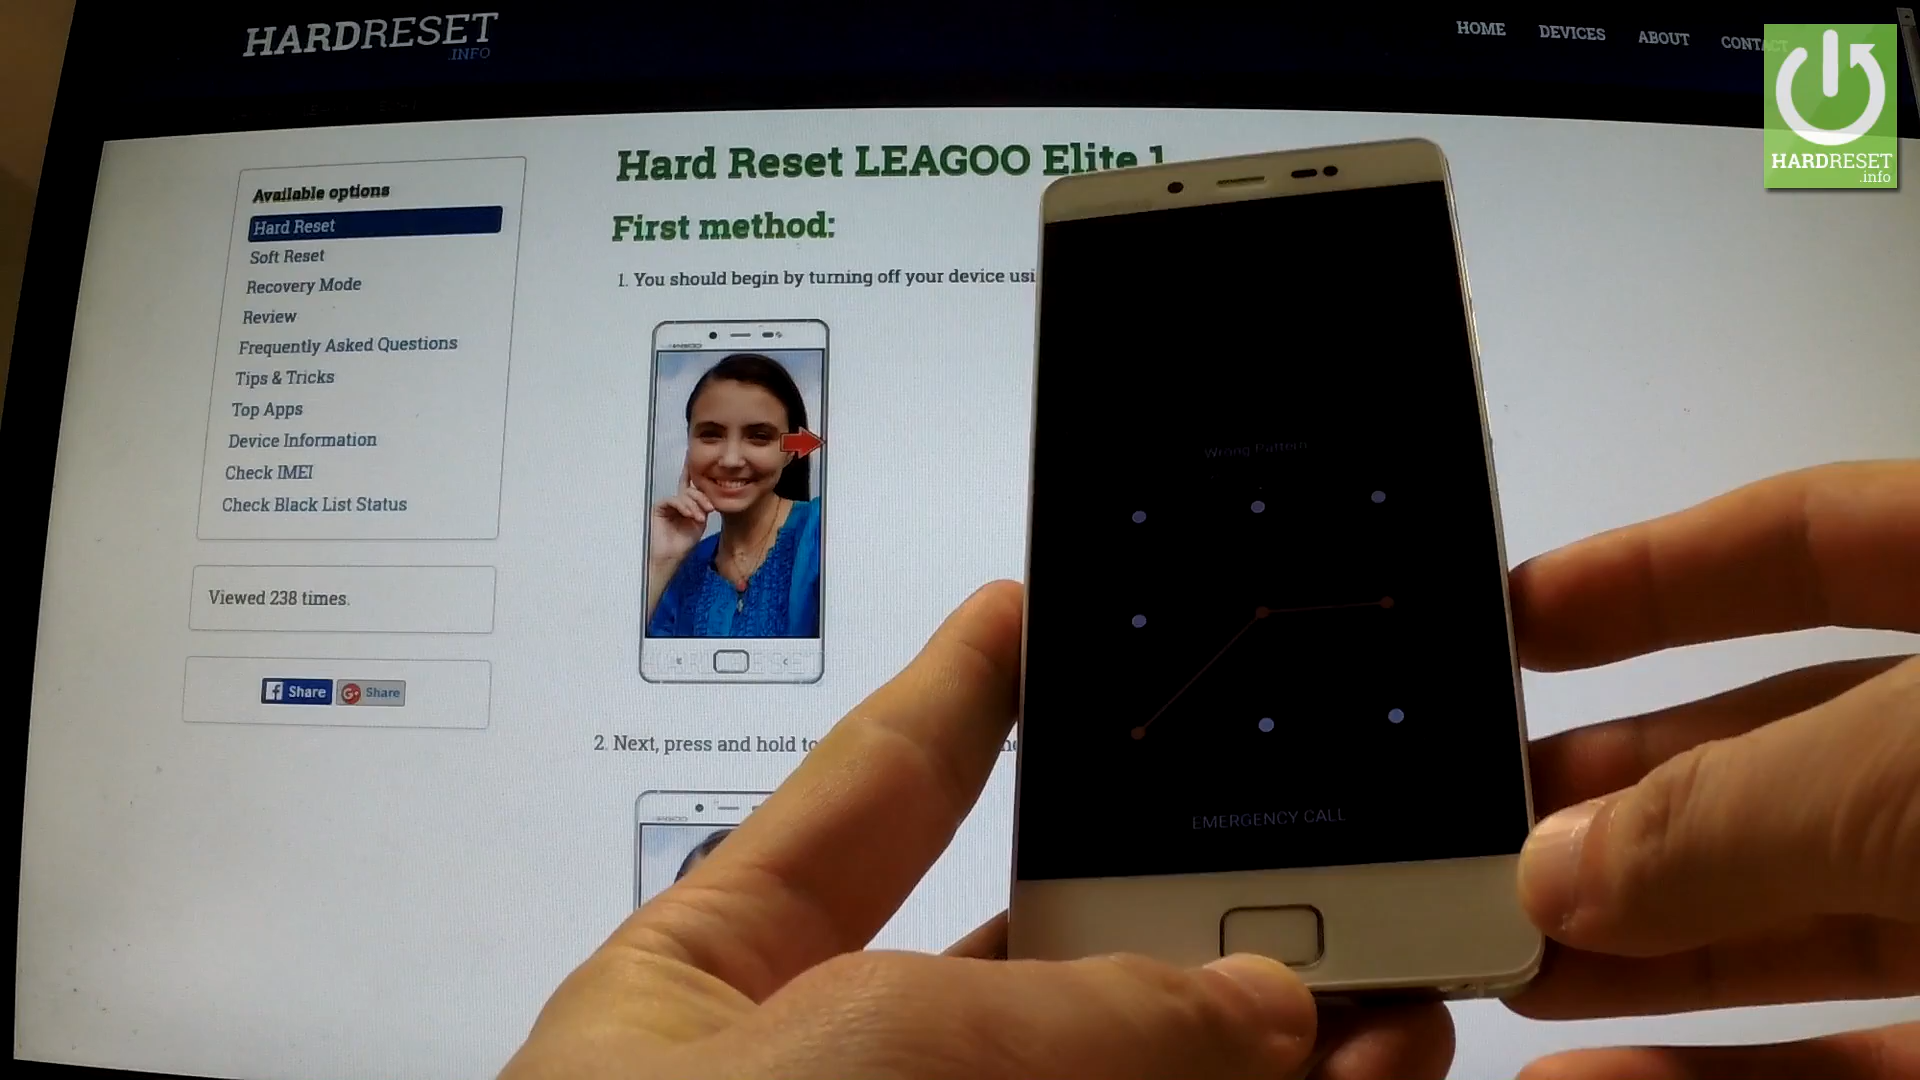 HARDRESET
.INFO
HOME DEVICES ABOUT CONTACT
HARDRESET
.info
Available options
Hard Reset
Soft Reset
Recovery Mode
Review
Frequently Asked Questions
Tips & Tricks
Top Apps
Device Information
Check IMEI
Check Black List Status
Viewed 238 times.
Share Share
Hard Reset LEAGOO Elite 1
First method:
1. You should begin by turning off your device usi
2. Next, press and hold to
Wrong Pattern
EMERGENCY CALL